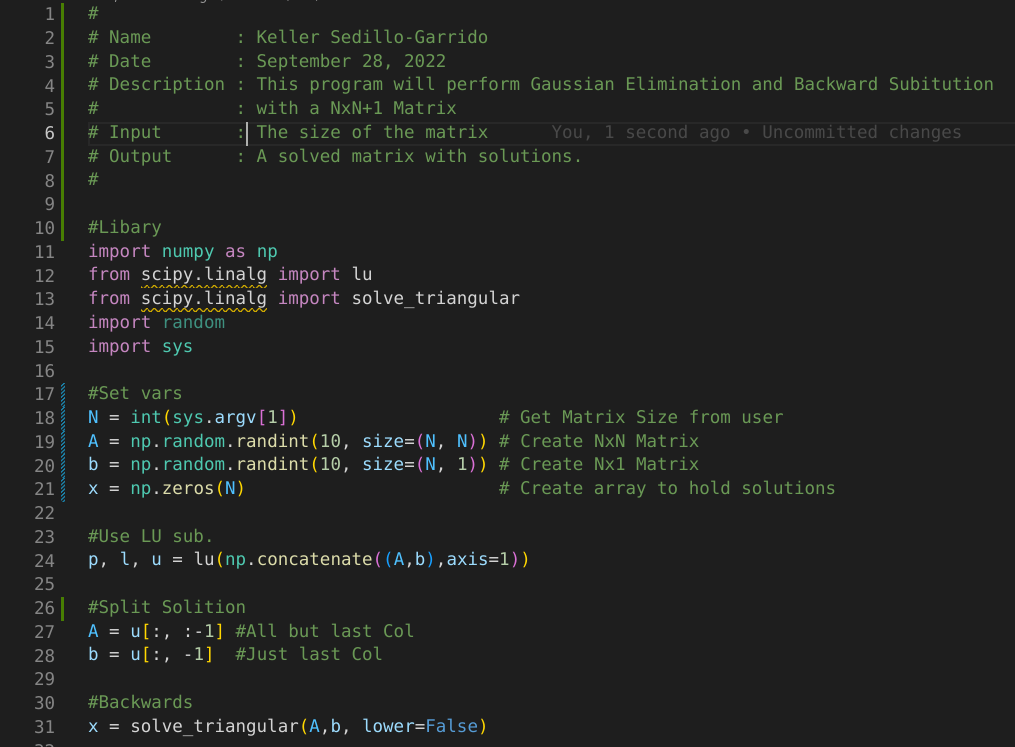 1 #
2 # Name        : Keller Sedillo-Garrido
3 # Date        : September 28, 2022
4 # Description : This program will perform Gaussian Elimination and Backward Subitution
5 #             : with a NxN+1 Matrix
6 # Input       : The size of the matrix      You, 1 second ago • Uncommitted changes
7 # Output      : A solved matrix with solutions.
8 #
9
10 #Libary
11 import numpy as np
12 from scipy.linalg import lu
13 from scipy.linalg import solve_triangular
14 import random
15 import sys
16
17 #Set vars
18 N = int(sys.argv[1])                   # Get Matrix Size from user
19 A = np.random.randint(10, size=(N, N)) # Create NxN Matrix
20 b = np.random.randint(10, size=(N, 1)) # Create Nx1 Matrix
21 x = np.zeros(N)                        # Create array to hold solutions
22
23 #Use LU sub.
24 p, l, u = lu(np.concatenate((A,b),axis=1))
25
26 #Split Solition
27 A = u[:, :-1] #All but last Col
28 b = u[:, -1]  #Just last Col
29
30 #Backwards
31 x = solve_triangular(A,b, lower=False)